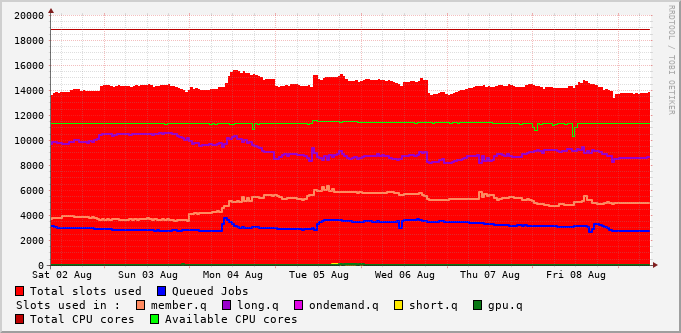 20000
18000
16000
14000
12000
10000
8000
6000
4000
2000
0
Sat 02 Aug Sun 03 Aug Mon 04 Aug Tue 05 Aug Wed 06 Aug Thu 07 Aug Fri 08 Aug
Total slots used Queued Jobs
Slots used in : member.q long.q ondemand.q short.q gpu.q
Total CPU cores Available CPU cores
RRDTOOL / TOBI OETIKER